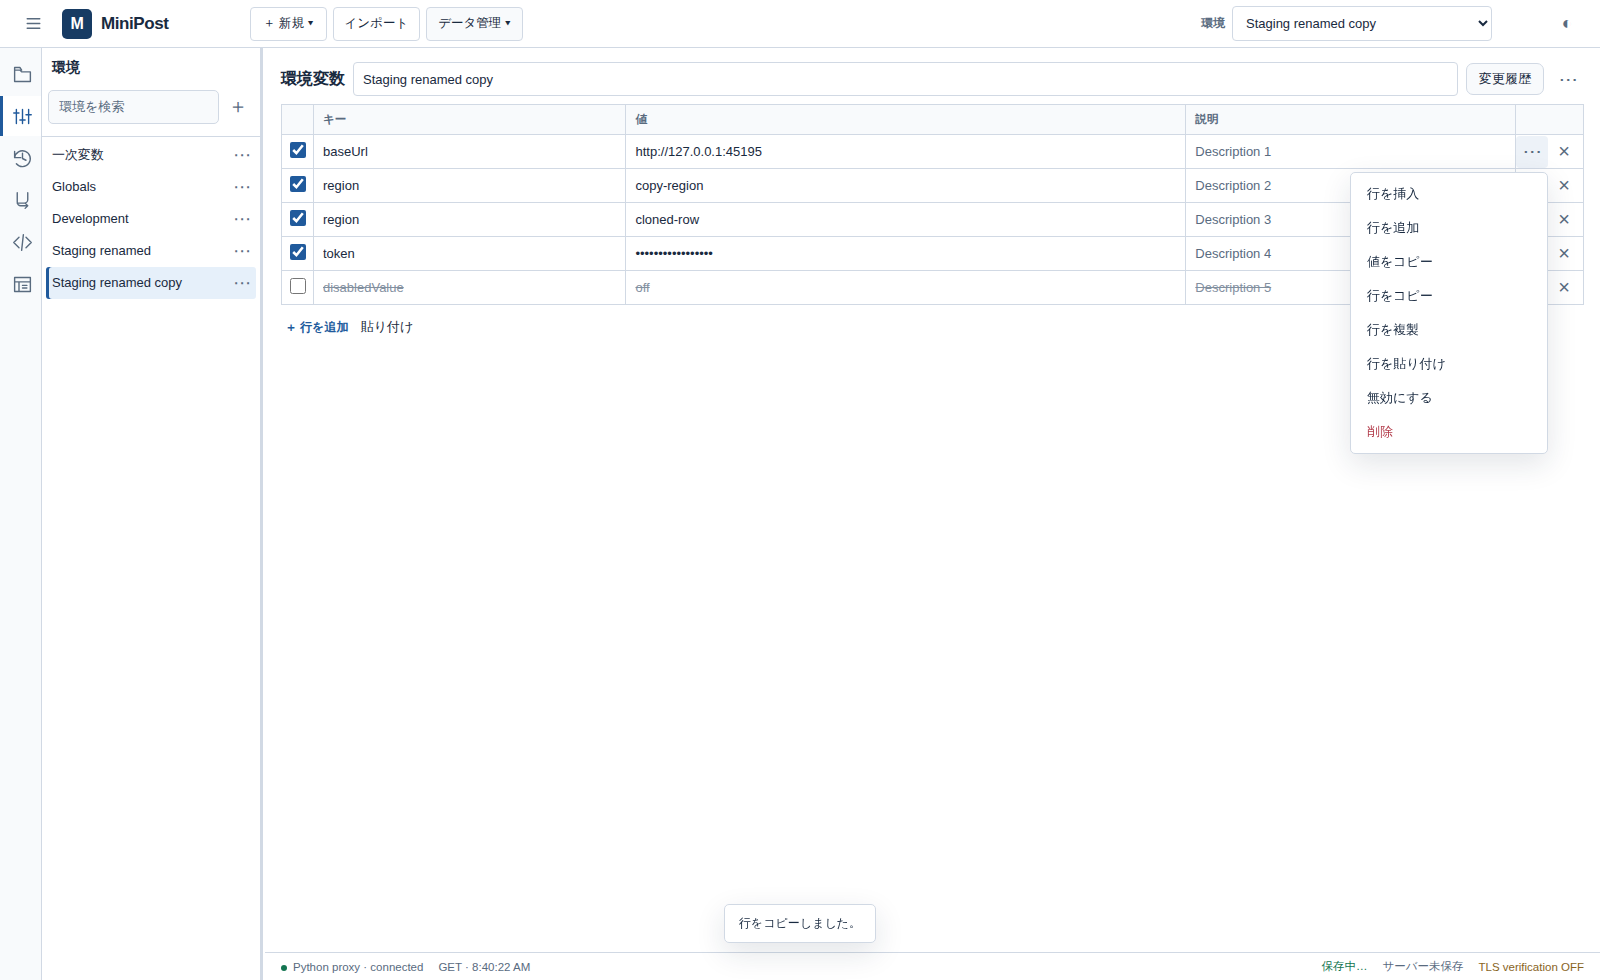 M MiniPost
＋ 新規 ▾ インポート データ管理 ▾
環境 Staging renamed copy
環境
環境を検索
一次変数
Globals
Development
Staging renamed
Staging renamed copy
環境変数 Staging renamed copy 変更履歴
キー 値 説明
baseUrl http://127.0.0.1:45195 Description 1
region copy-region Description 2
region cloned-row Description 3
token ••••••••••••••••• Description 4
disabledValue off Description 5
+ 行を追加 貼り付け
行を挿入
行を追加
値をコピー
行をコピー
行を複製
行を貼り付け
無効にする
削除
行をコピーしました。
Python proxy · connected GET · 8:40:22 AM
保存中… サーバー未保存 TLS verification OFF